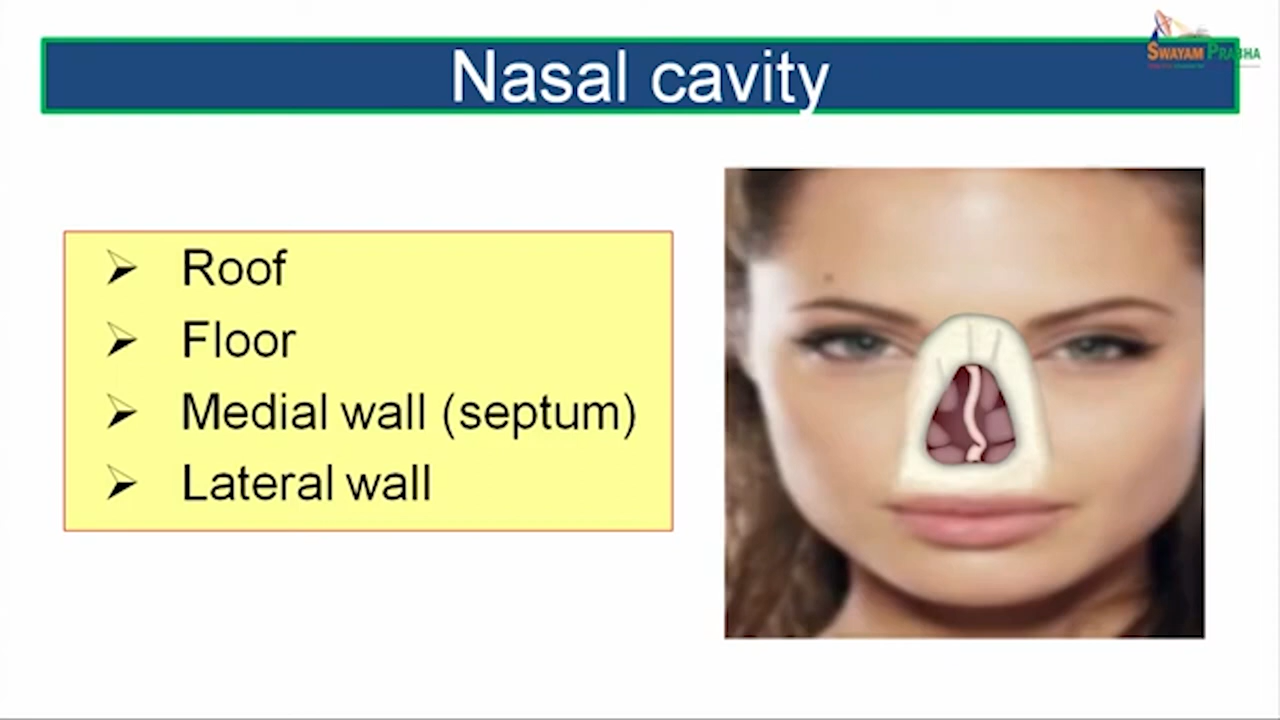 SWAYAM PRABHA
Nasal cavity
Roof
Floor
Medial wall (septum)
Lateral wall